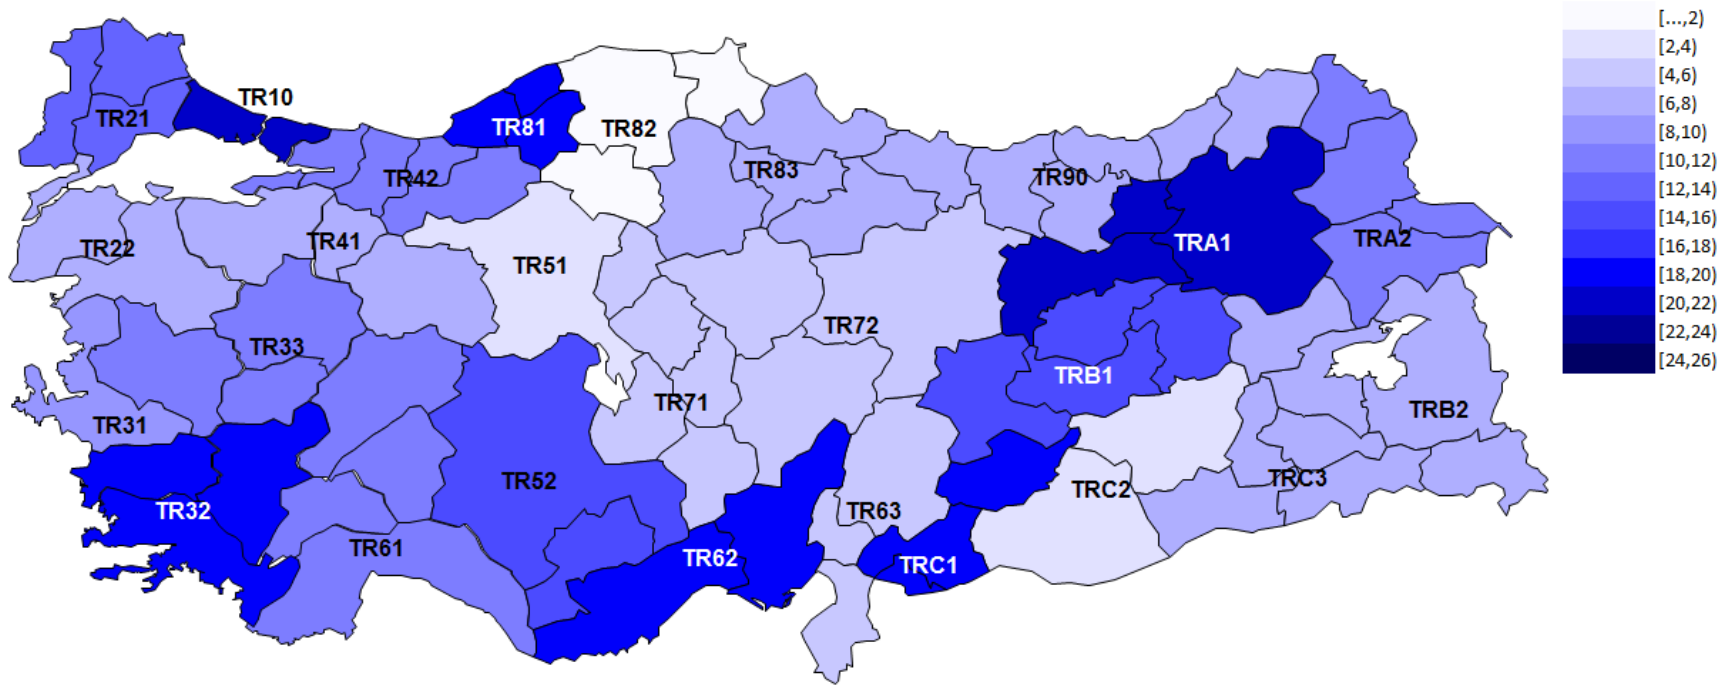 [...,2)
[2,4)
[4,6)
[6,8)
[8,10)
[10,12)
[12,14)
[14,16)
[16,18)
[18,20)
[20,22)
[22,24)
[24,26)
TR10
TR21
TR81
TR82
TR83
TR42
TR90
TR22
TR41
TR51
TRA1
TRA2
TR33
TR72
TRB1
TR71
TRB2
TR31
TR52
TRC2
TRC3
TR32
TR63
TR61
TR62
TRC1